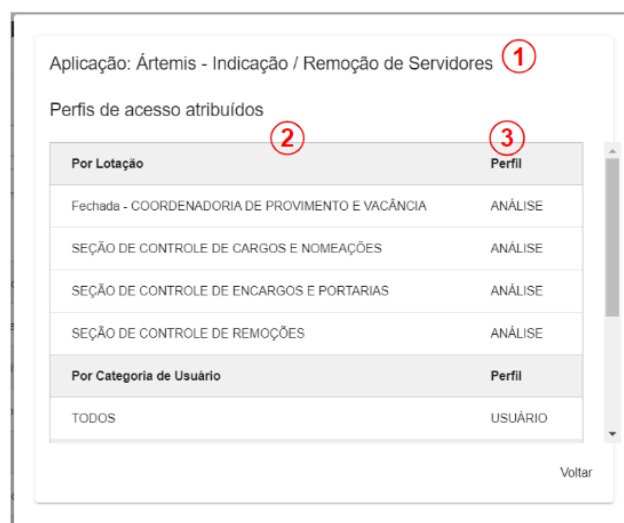 Aplicação: Ártemis - Indicação / Remoção de Servidores 1
Perfis de acesso atribuídos
2 3
Por Lotação Perfil
Fechada - COORDENADORIA DE PROVIMENTO E VACÂNCIA ANÁLISE
SEÇÃO DE CONTROLE DE CARGOS E NOMEAÇÕES ANÁLISE
SEÇÃO DE CONTROLE DE ENCARGOS E PORTARIAS ANÁLISE
SEÇÃO DE CONTROLE DE REMOÇÕES ANÁLISE
Por Categoria de Usuário Perfil
TODOS USUÁRIO
Voltar